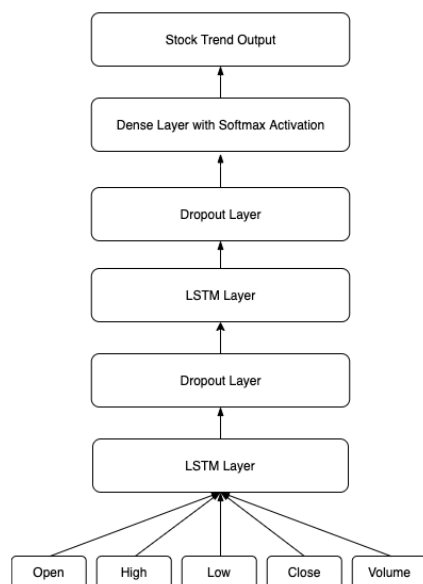 Stock Trend Output
Dense Layer with Softmax Activation
Dropout Layer
LSTM Layer
Dropout Layer
LSTM Layer
Open
High
Low
Close
Volume